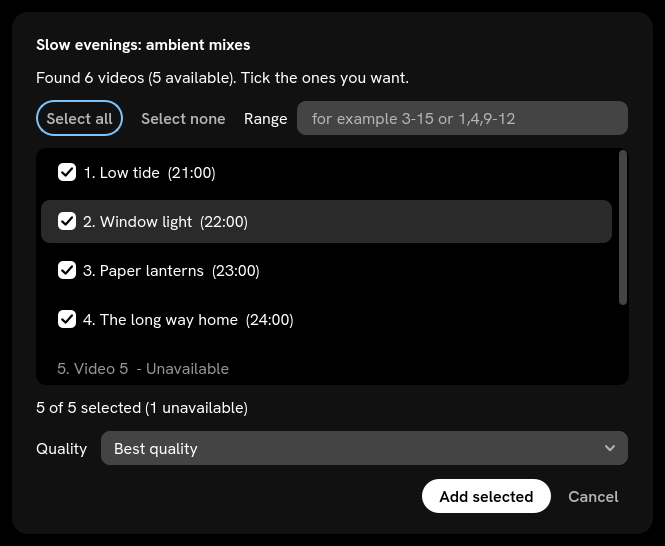 Slow evenings: ambient mixes
Found 6 videos (5 available). Tick the ones you want.
Select all Select none Range for example 3-15 or 1,4,9-12
1. Low tide (21:00)
2. Window light (22:00)
3. Paper lanterns (23:00)
4. The long way home (24:00)
5. Video 5 - Unavailable
5 of 5 selected (1 unavailable)
Quality Best quality
Add selected Cancel